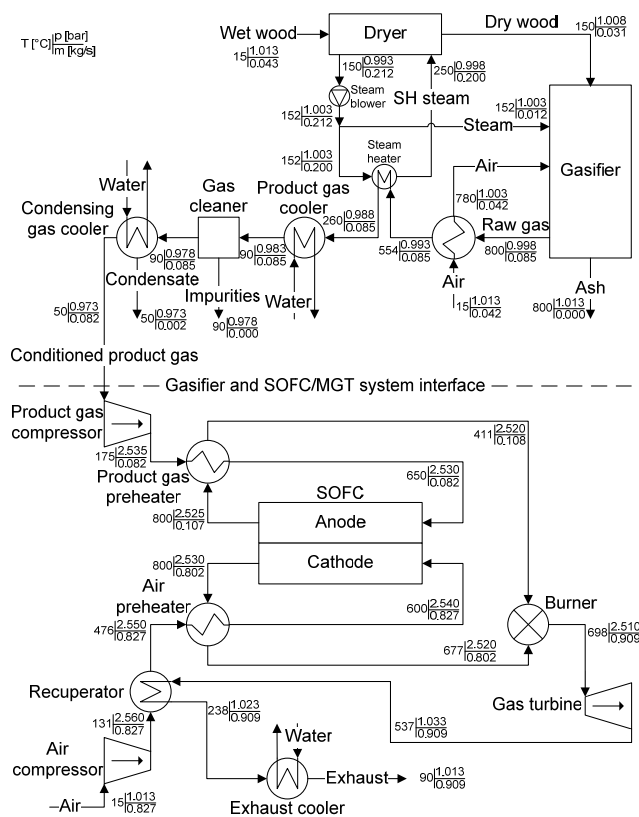 T [°C] p [bar]
m [kg/s]
Wet wood
15 1.013
0.043
Dryer
Dry wood
150 1.008
0.031
150 0.993
0.212
250 0.998
0.200
Steam
blower
SH steam
152 1.003
0.212
152 1.003
0.012
Steam
152 1.003
0.200
Steam
heater
Air
Gasifier
780 1.003
0.042
Water
Condensing
gas cooler
Gas
cleaner
Product gas
cooler
260 0.988
0.085
Raw gas
554 0.993
0.085
800 0.998
0.085
90 0.978
0.085
90 0.983
0.085
Condensate
Impurities
Water
Air
Ash
50 0.973
0.082
50 0.973
0.002
90 0.978
0.000
15 1.013
0.042
800 1.013
0.000
Conditioned product gas
Gasifier and SOFC/MGT system interface
Product gas
compressor
175 2.535
0.082
Product gas
preheater
411 2.520
0.108
650 2.530
0.082
SOFC
800 2.525
0.107
Anode
Cathode
800 2.530
0.802
Air
preheater
600 2.540
0.827
Burner
476 2.550
0.827
677 2.520
0.802
698 2.510
0.909
Recuperator
238 1.023
0.909
Gas turbine
131 2.560
0.827
537 1.033
0.909
Air
compressor
Water
Air
15 1.013
0.827
Exhaust
90 1.013
0.909
Exhaust cooler